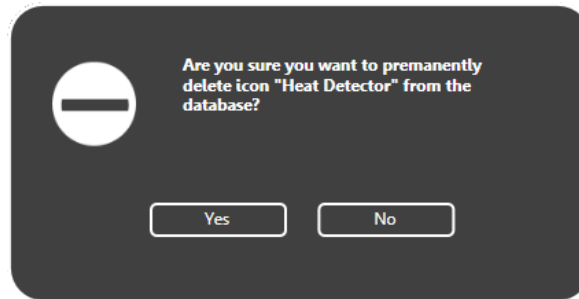 Are you sure you want to premanently
delete icon "Heat Detector" from the
database?
Yes
No